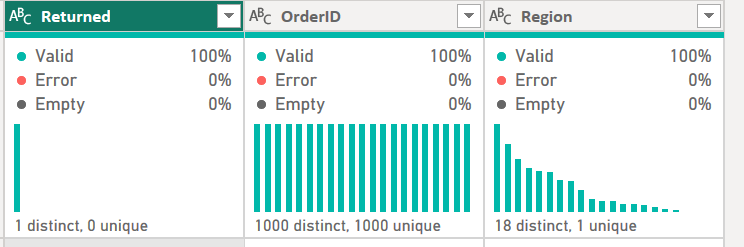 ABC Returned
Valid 100%
Error 0%
Empty 0%
1 distinct, 0 unique
ABC OrderID
Valid 100%
Error 0%
Empty 0%
1000 distinct, 1000 unique
ABC Region
Valid 100%
Error 0%
Empty 0%
18 distinct, 1 unique